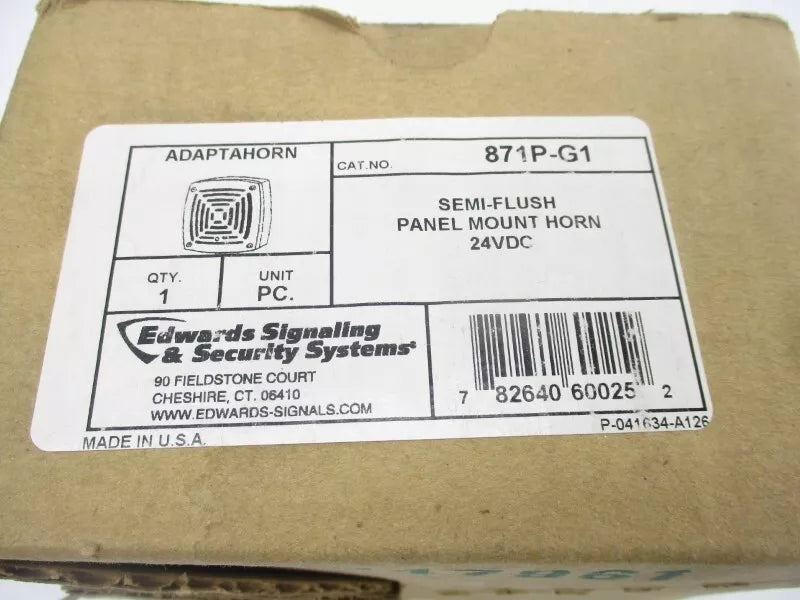 ADAPTAHORN
CAT.NO. 871P-G1
SEMI-FLUSH
PANEL MOUNT HORN
24VDC
QTY.
1
UNIT
PC.
Edwards Signaling
& Security Systems
90 FIELDSTONE COURT
CHESHIRE, CT. 06410
WWW.EDWARDS-SIGNALS.COM
7 82640 60025 2
MADE IN U.S.A.
P-041634-A126